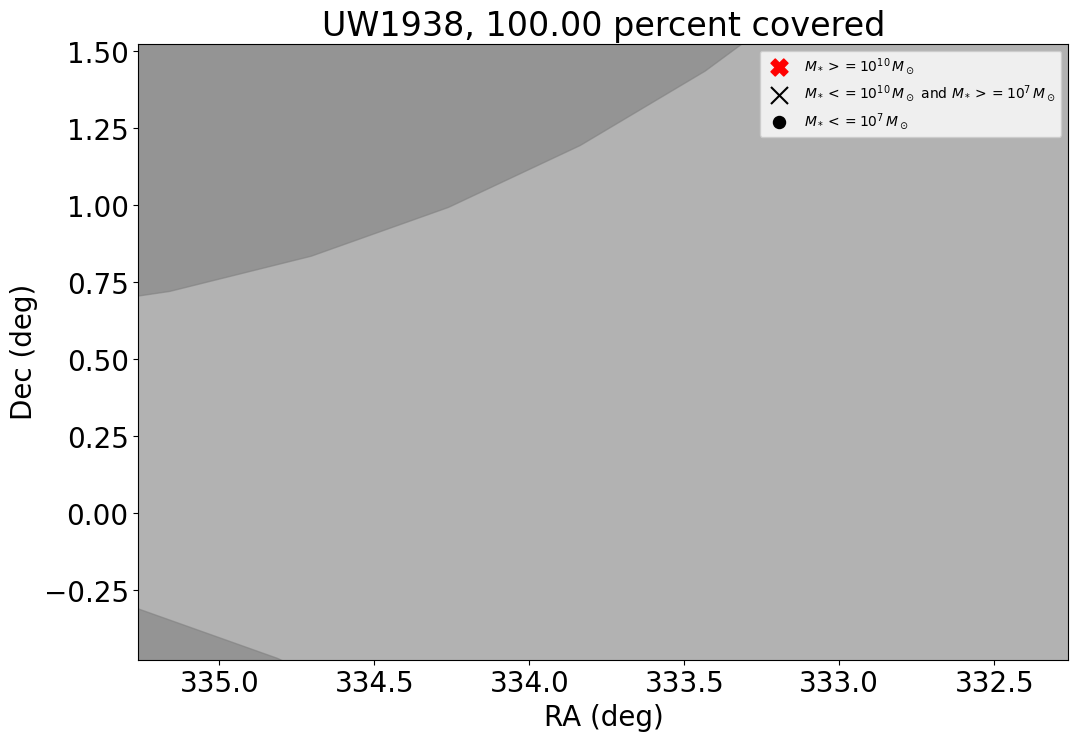 UW1938, 100.00 percent covered
M* >= 10^10 M⊙
M* <= 10^10 M⊙ and M* >= 10^7 M⊙
M* <= 10^7 M⊙
1.50
1.25
1.00
0.75
0.50
0.25
0.00
−0.25
Dec (deg)
335.0 334.5 334.0 333.5 333.0 332.5
RA (deg)